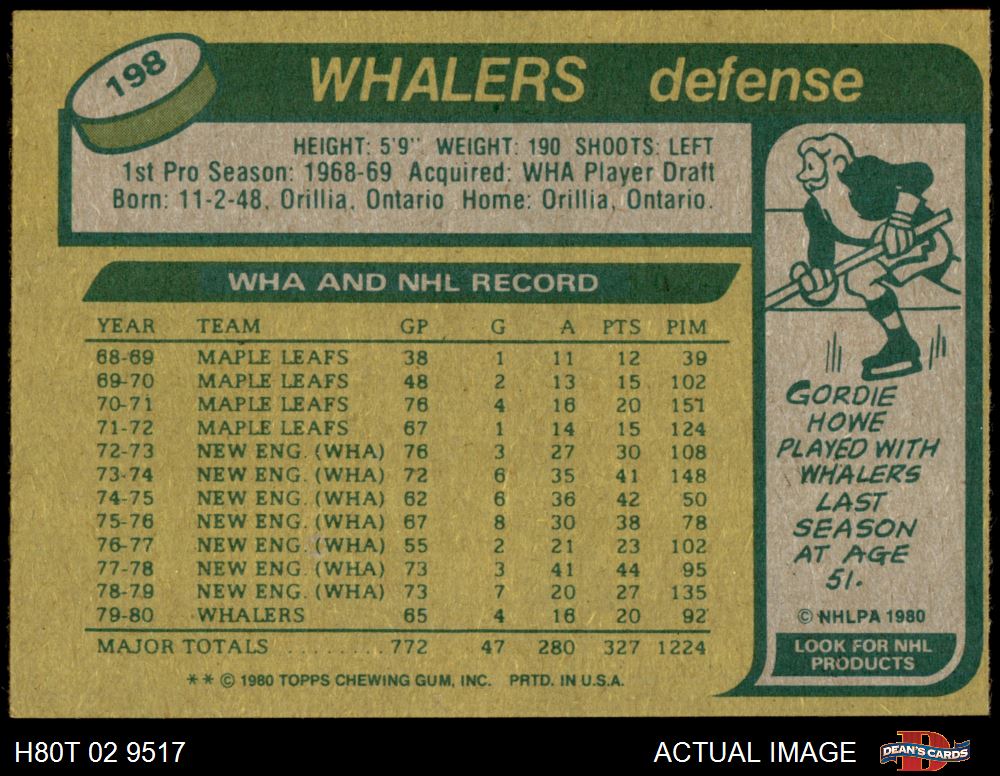 198
WHALERS defense
HEIGHT: 5'9" WEIGHT: 190 SHOOTS: LEFT
1st Pro Season: 1968-69 Acquired: WHA Player Draft
Born: 11-2-48, Orillia, Ontario Home: Orillia, Ontario.
WHA AND NHL RECORD
YEAR TEAM GP G A PTS PIM
68-69 MAPLE LEAFS 38 1 11 12 39
69-70 MAPLE LEAFS 48 2 13 15 102
70-71 MAPLE LEAFS 76 4 16 20 151
71-72 MAPLE LEAFS 67 1 14 15 124
72-73 NEW ENG. (WHA) 76 3 27 30 108
73-74 NEW ENG. (WHA) 72 6 35 41 148
74-75 NEW ENG. (WHA) 62 6 36 42 50
75-76 NEW ENG. (WHA) 67 8 30 38 78
76-77 NEW ENG. (WHA) 55 2 21 23 102
77-78 NEW ENG. (WHA) 73 3 41 44 95
78-79 NEW ENG. (WHA) 73 7 20 27 135
79-80 WHALERS 65 4 16 20 92
MAJOR TOTALS ........ 772 47 280 327 1224
** © 1980 TOPPS CHEWING GUM, INC. PRTD. IN U.S.A.
GORDIE
HOWE
PLAYED WITH
WHALERS
LAST
SEASON
AT AGE
51.
© NHLPA 1980
LOOK FOR NHL
PRODUCTS
H80T 02 9517
ACTUAL IMAGE
DEAN'S CARDS